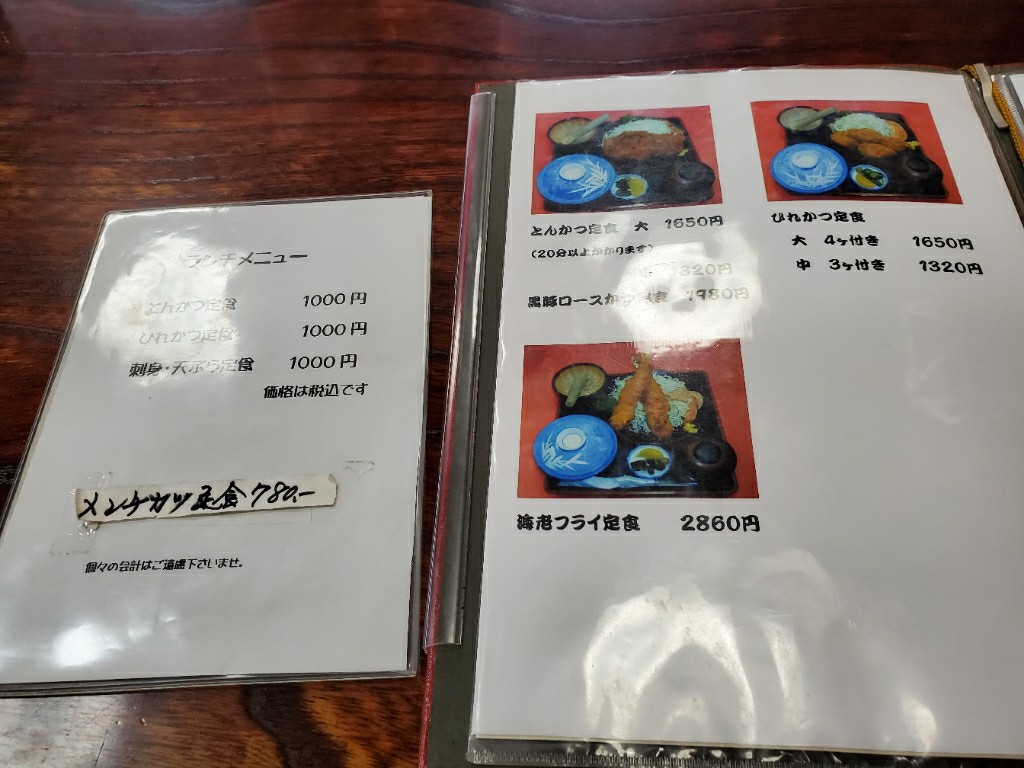 ランチメニュー
とんかつ定食 1000円
ひれかつ定食 1000円
刺身・天ぷら定食 1000円
価格は税込です
メンチカツ定食 780.-
個々の会計はご遠慮下さいませ。
とんかつ定食 大 1650円
(20分以上かかります)
320円
黒豚ロースかつ定食 1980円
ひれかつ定食
大 4ヶ付き 1650円
中 3ヶ付き 1320円
海老フライ定食 2860円